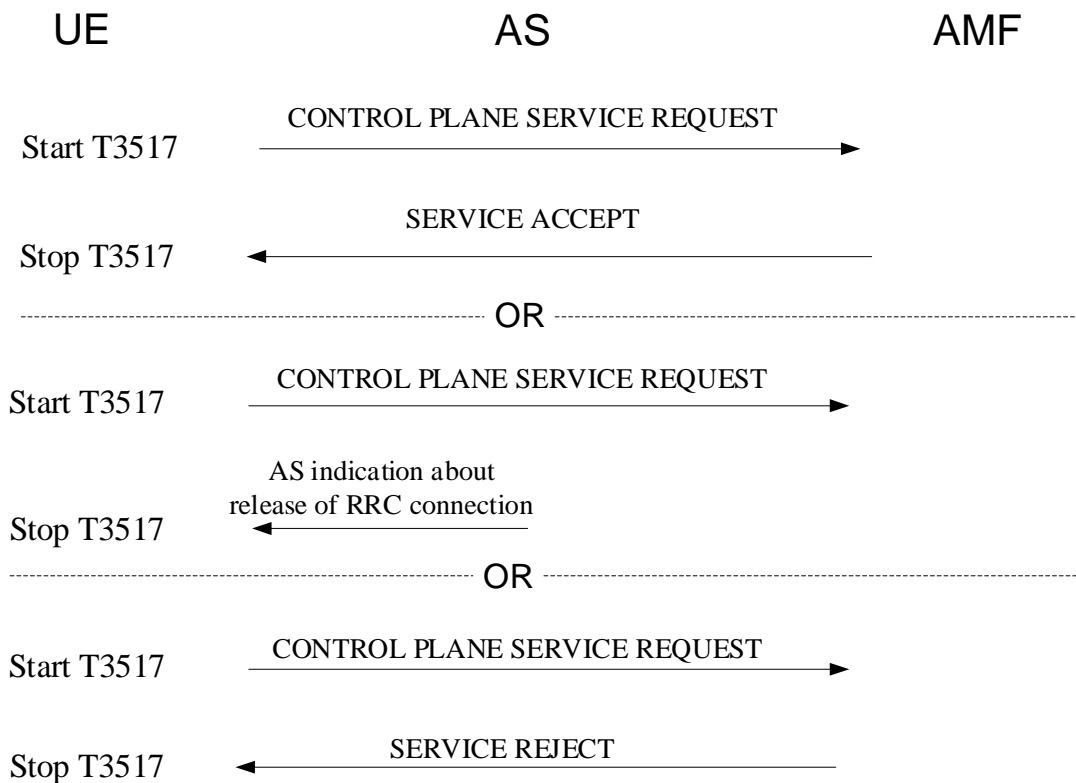 UE AS AMF
CONTROL PLANE SERVICE REQUEST
Start T3517
SERVICE ACCEPT
Stop T3517
OR
CONTROL PLANE SERVICE REQUEST
Start T3517
AS indication about
release of RRC connection
Stop T3517
OR
CONTROL PLANE SERVICE REQUEST
Start T3517
SERVICE REJECT
Stop T3517